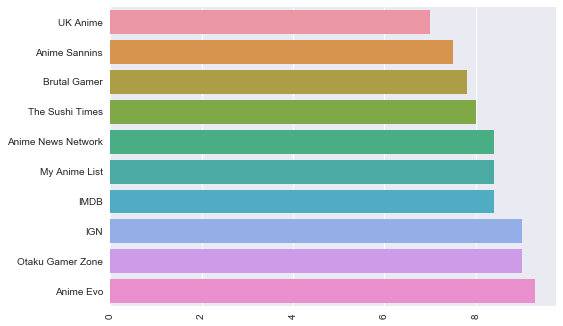 UK Anime
Anime Sannins
Brutal Gamer
The Sushi Times
Anime News Network
My Anime List
IMDB
IGN
Otaku Gamer Zone
Anime Evo
0 2 4 6 8